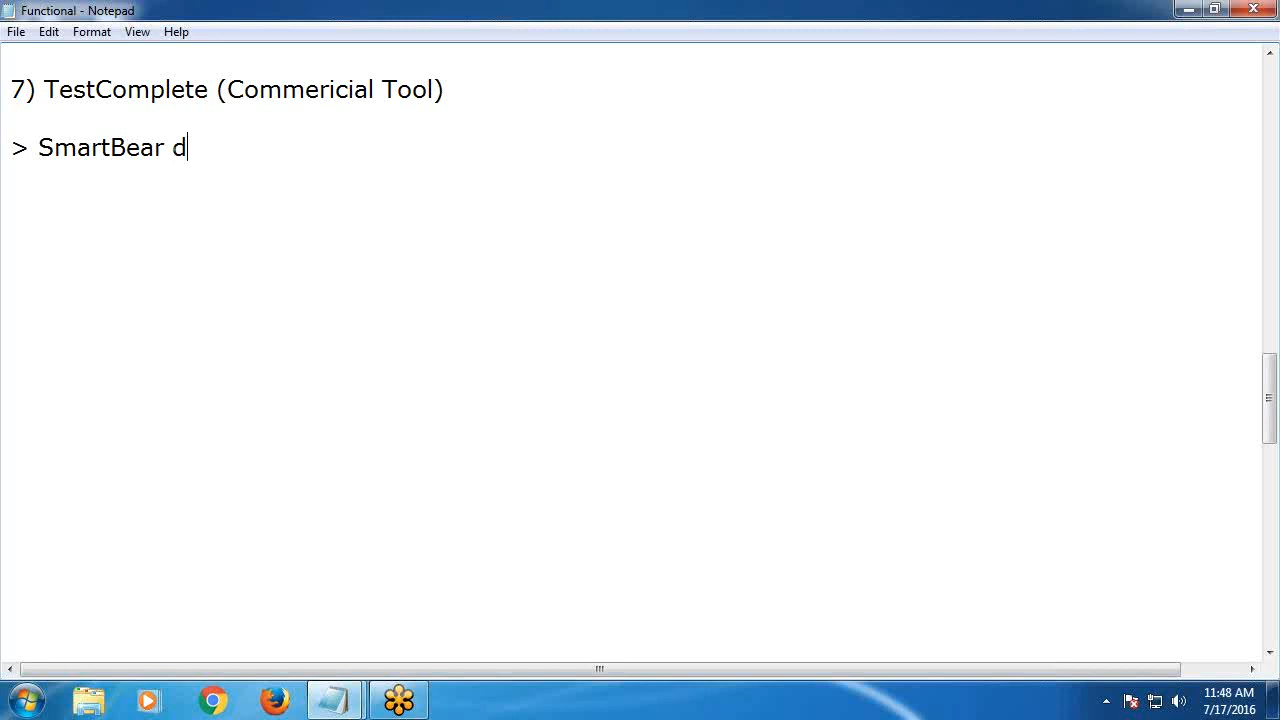 Functional - Notepad
File Edit Format View Help
7) TestComplete (Commericial Tool)
> SmartBear d
11:48 AM
7/17/2016